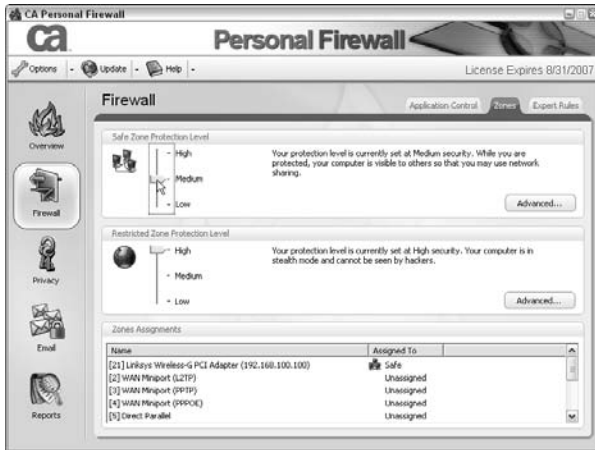 CA Personal Firewall
ca
Personal Firewall
Options
Update
Help
License Expires 8/31/2007
Firewall
Application Control
Zones
Expert Rules
Overview
Firewall
Privacy
Email
Reports
Safe Zone Protection Level
High
Medium
Low
Your protection level is currently set at Medium security. While you are
protected, your computer is visible to others so that you may use network
sharing.
Advanced...
Restricted Zone Protection Level
High
Medium
Low
Your protection level is currently set at High security. Your computer is in
stealth mode and cannot be seen by hackers.
Advanced...
Zones Assignments
Name Assigned To
[21] Linksys Wireless-G PCI Adapter (192.168.100.100) Safe
[2] WAN Miniport (L2TP) Unassigned
[3] WAN Miniport (PPTP) Unassigned
[4] WAN Miniport (PPPOE) Unassigned
[5] Direct Parallel Unassigned